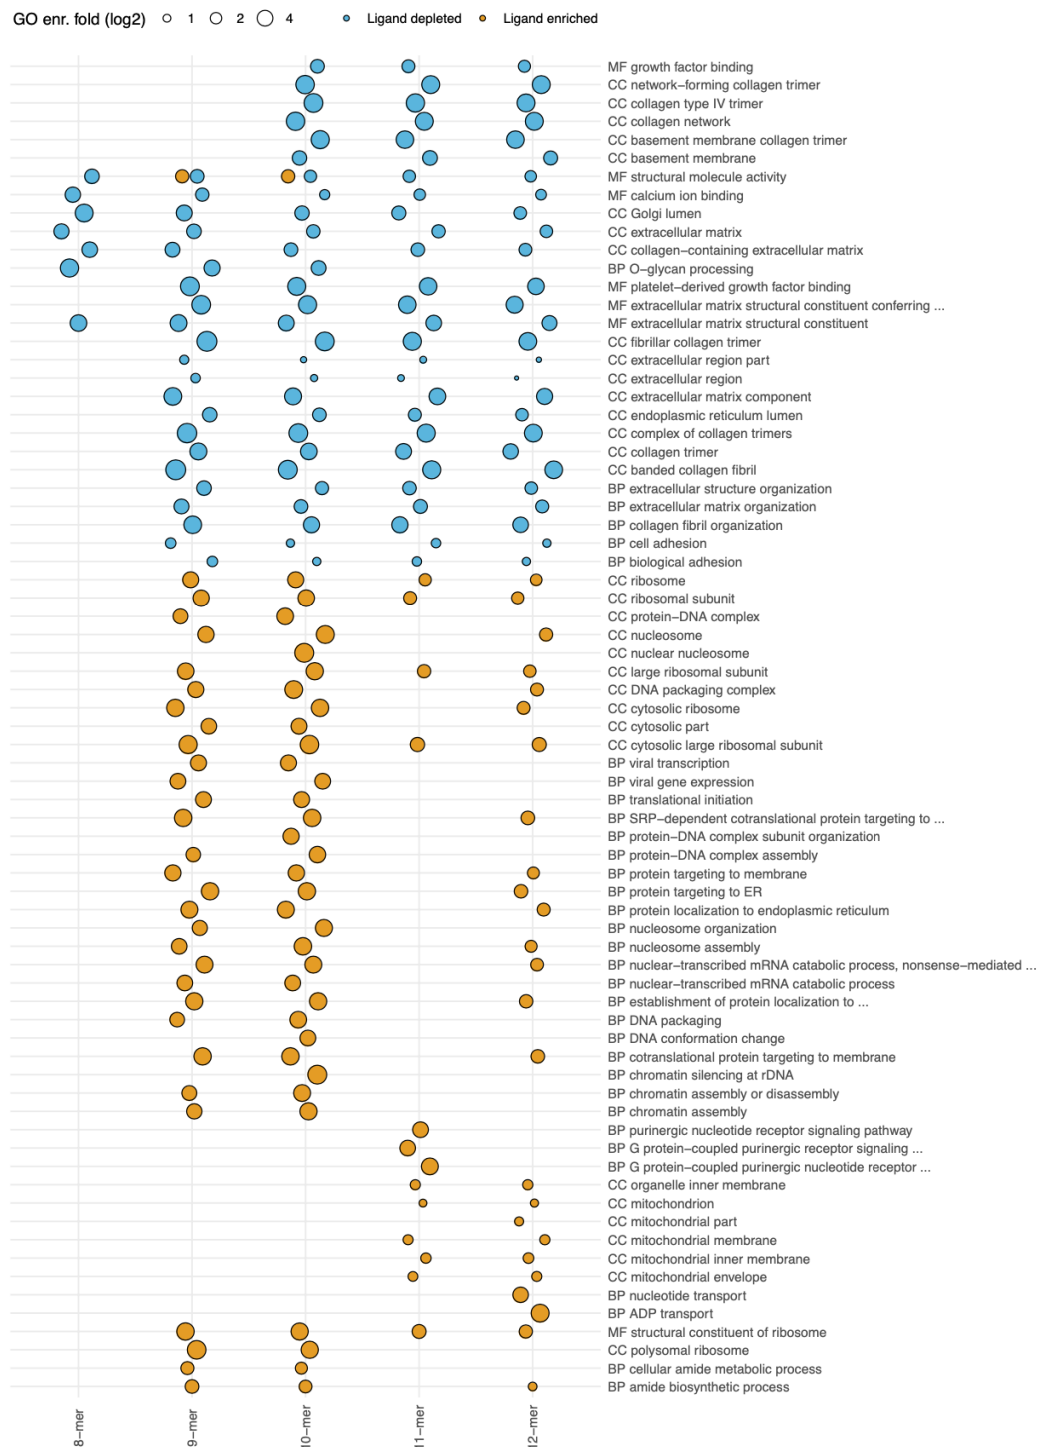 GO enr. fold (log2) 1 2 4 Ligand depleted Ligand enriched
MF growth factor binding
CC network−forming collagen trimer
CC collagen type IV trimer
CC collagen network
CC basement membrane collagen trimer
CC basement membrane
MF structural molecule activity
MF calcium ion binding
CC Golgi lumen
CC extracellular matrix
CC collagen−containing extracellular matrix
BP O−glycan processing
MF platelet−derived growth factor binding
MF extracellular matrix structural constituent conferring ...
MF extracellular matrix structural constituent
CC fibrillar collagen trimer
CC extracellular region part
CC extracellular region
CC extracellular matrix component
CC endoplasmic reticulum lumen
CC complex of collagen trimers
CC collagen trimer
CC banded collagen fibril
BP extracellular structure organization
BP extracellular matrix organization
BP collagen fibril organization
BP cell adhesion
BP biological adhesion
CC ribosome
CC ribosomal subunit
CC protein−DNA complex
CC nucleosome
CC nuclear nucleosome
CC large ribosomal subunit
CC DNA packaging complex
CC cytosolic ribosome
CC cytosolic part
CC cytosolic large ribosomal subunit
BP viral transcription
BP viral gene expression
BP translational initiation
BP SRP−dependent cotranslational protein targeting to ...
BP protein−DNA complex subunit organization
BP protein−DNA complex assembly
BP protein targeting to membrane
BP protein targeting to ER
BP protein localization to endoplasmic reticulum
BP nucleosome organization
BP nucleosome assembly
BP nuclear−transcribed mRNA catabolic process, nonsense−mediated ...
BP nuclear−transcribed mRNA catabolic process
BP establishment of protein localization to ...
BP DNA packaging
BP DNA conformation change
BP cotranslational protein targeting to membrane
BP chromatin silencing at rDNA
BP chromatin assembly or disassembly
BP chromatin assembly
BP purinergic nucleotide receptor signaling pathway
BP G protein−coupled purinergic receptor signaling ...
BP G protein−coupled purinergic nucleotide receptor ...
CC organelle inner membrane
CC mitochondrion
CC mitochondrial part
CC mitochondrial membrane
CC mitochondrial inner membrane
CC mitochondrial envelope
BP nucleotide transport
BP ADP transport
MF structural constituent of ribosome
CC polysomal ribosome
BP cellular amide metabolic process
BP amide biosynthetic process
8−mer
9−mer
10−mer
11−mer
12−mer